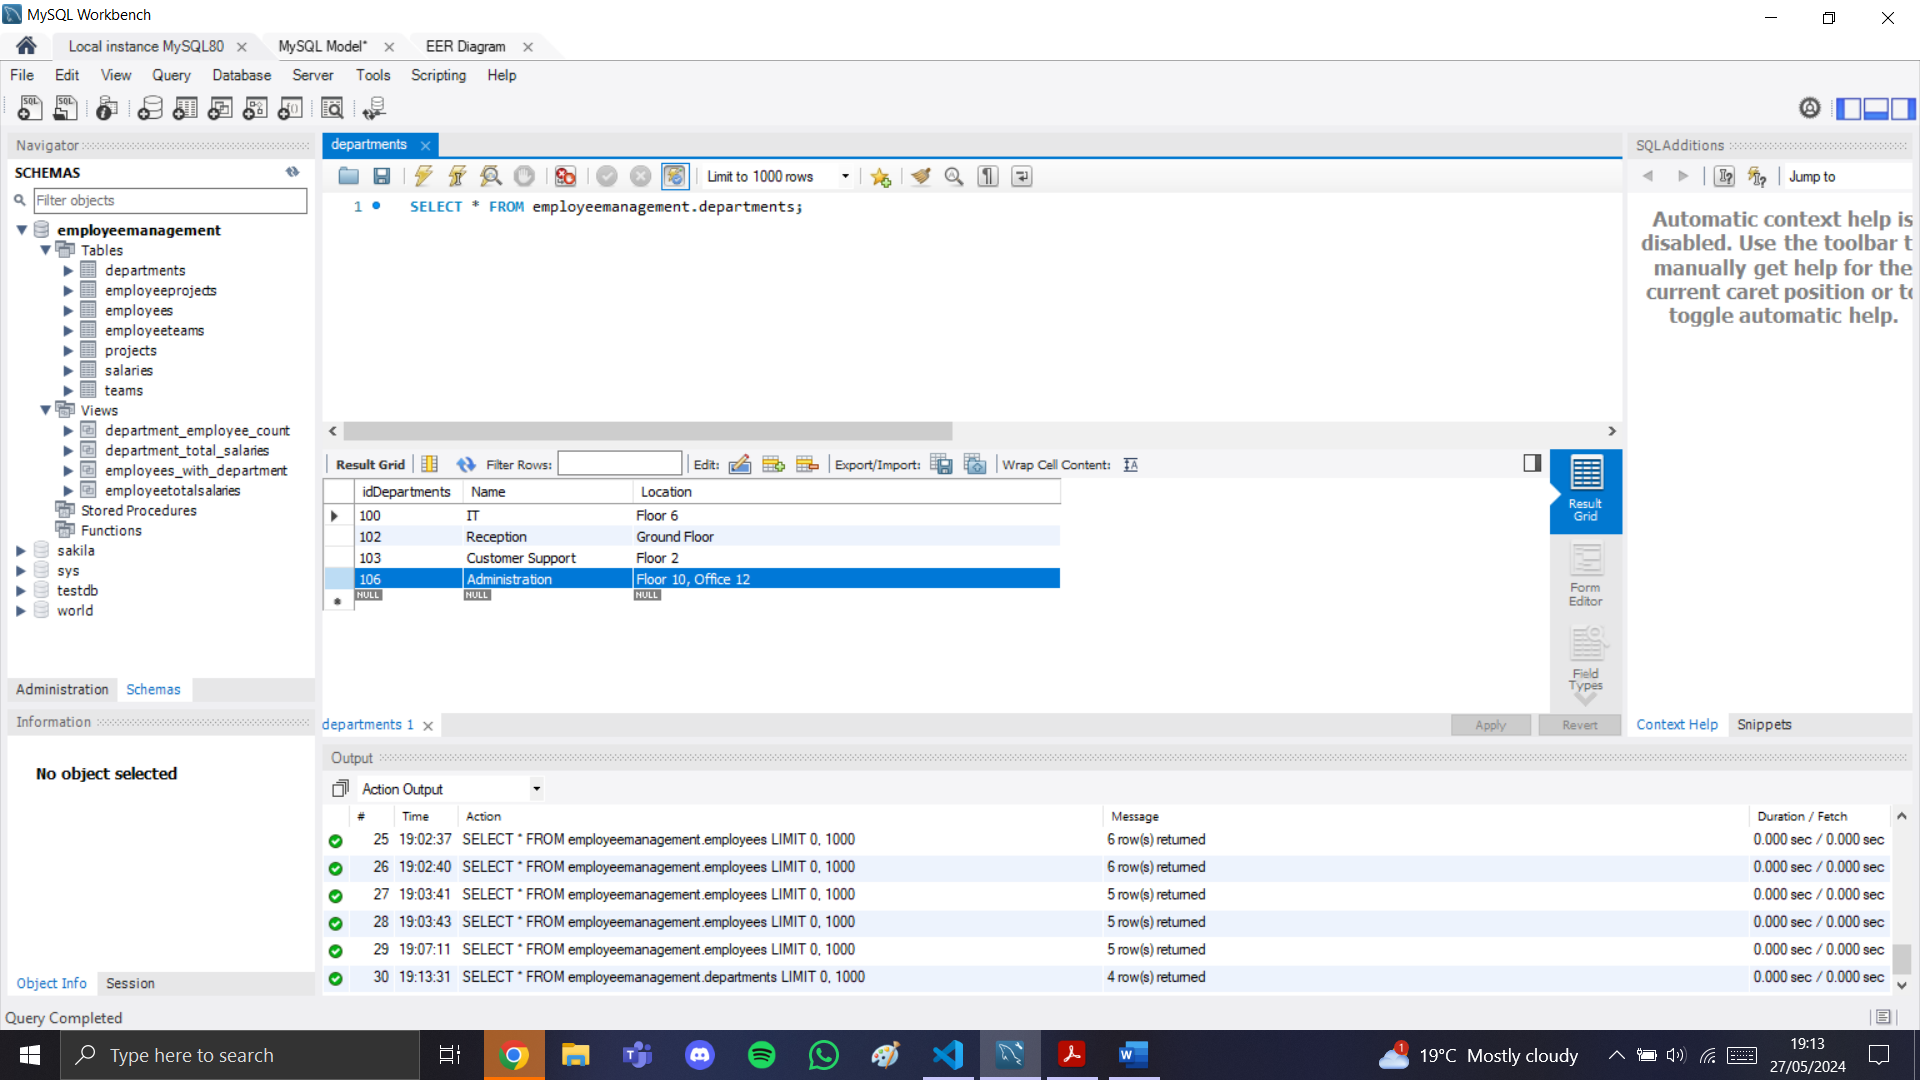 MySQL Workbench
Local instance MySQL80
MySQL Model*
EER Diagram
File Edit View Query Database Server Tools Scripting Help
Navigator
SCHEMAS
Filter objects
employeemanagement
Tables
departments
employeeprojects
employees
employeeteams
projects
salaries
teams
Views
department_employee_count
department_total_salaries
employees_with_department
employeetotalsalaries
Stored Procedures
Functions
sakila
sys
testdb
world
Administration Schemas
Information
No object selected
Object Info Session
Query Completed
departments
Limit to 1000 rows
1 SELECT * FROM employeemanagement.departments;
Result Grid Filter Rows: Edit: Export/Import: Wrap Cell Content:
idDepartments Name Location
100 IT Floor 6
102 Reception Ground Floor
103 Customer Support Floor 2
106 Administration Floor 10, Office 12
NULL NULL NULL
Result
Grid
Form
Editor
Field
Types
departments 1
Apply Revert
SQLAdditions
Jump to
Automatic context help is
disabled. Use the toolbar t
manually get help for the
current caret position or to
toggle automatic help.
Context Help Snippets
Output
Action Output
# Time Action Message Duration / Fetch
25 19:02:37 SELECT * FROM employeemanagement.employees LIMIT 0, 1000 6 row(s) returned 0.000 sec / 0.000 sec
26 19:02:40 SELECT * FROM employeemanagement.employees LIMIT 0, 1000 6 row(s) returned 0.000 sec / 0.000 sec
27 19:03:41 SELECT * FROM employeemanagement.employees LIMIT 0, 1000 5 row(s) returned 0.000 sec / 0.000 sec
28 19:03:43 SELECT * FROM employeemanagement.employees LIMIT 0, 1000 5 row(s) returned 0.000 sec / 0.000 sec
29 19:07:11 SELECT * FROM employeemanagement.employees LIMIT 0, 1000 5 row(s) returned 0.000 sec / 0.000 sec
30 19:13:31 SELECT * FROM employeemanagement.departments LIMIT 0, 1000 4 row(s) returned 0.000 sec / 0.000 sec
Type here to search
1
19°C Mostly cloudy
19:13
27/05/2024